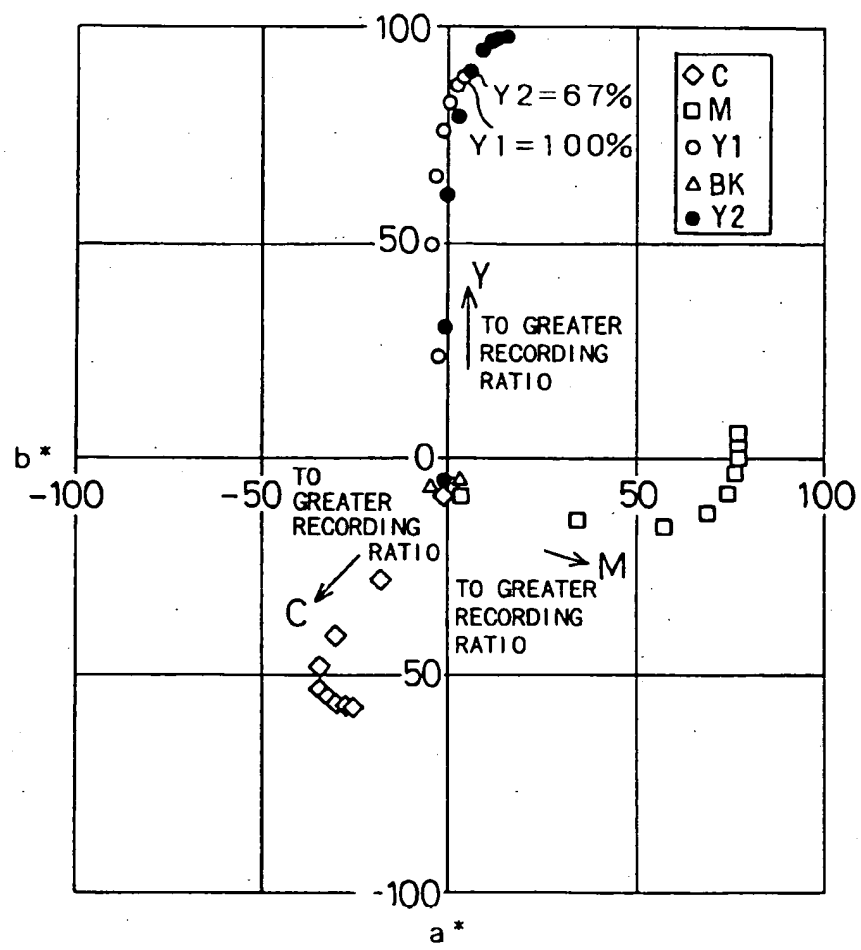 100
C
M
Y1
BK
Y2
Y2=67%
Y1=100%
50
Y
TO GREATER
RECORDING
RATIO
b*
0
-100
-50
50
100
TO
GREATER
RECORDING
RATIO
C
M
TO GREATER
RECORDING
RATIO
50
-100
a*